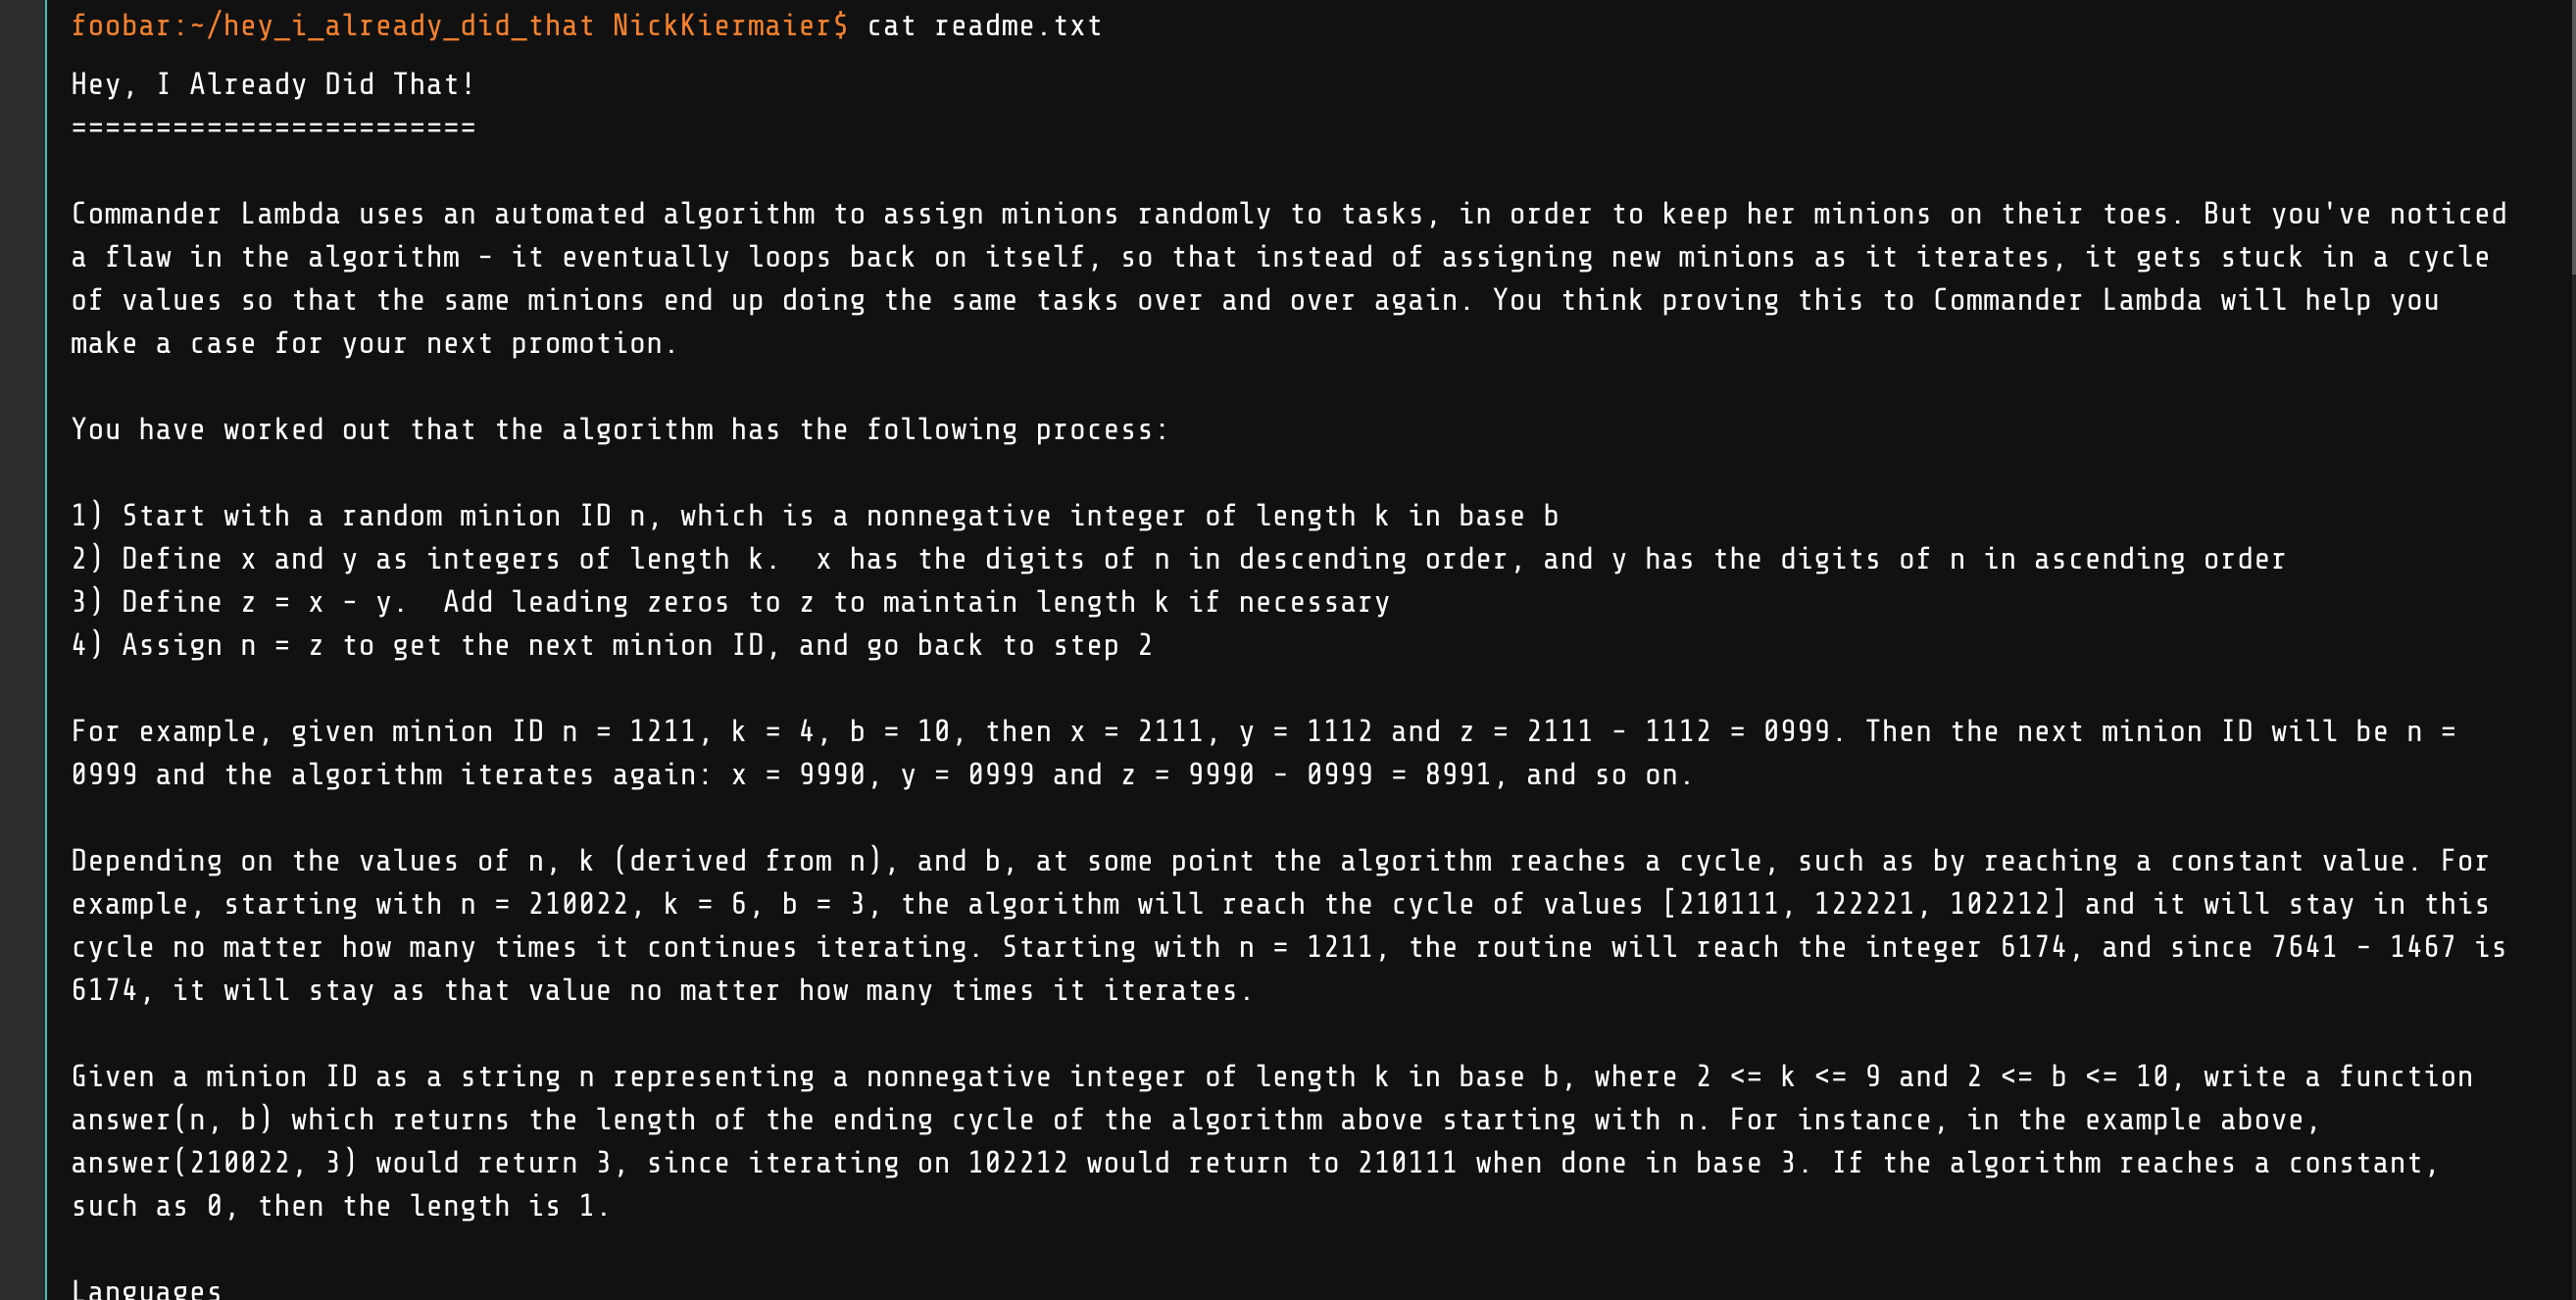 foobar:~/hey_i_already_did_that NickKiermaier$ cat readme.txt
Hey, I Already Did That!
========================
Commander Lambda uses an automated algorithm to assign minions randomly to tasks, in order to keep her minions on their toes. But you've noticed
a flaw in the algorithm - it eventually loops back on itself, so that instead of assigning new minions as it iterates, it gets stuck in a cycle
of values so that the same minions end up doing the same tasks over and over again. You think proving this to Commander Lambda will help you
make a case for your next promotion.
You have worked out that the algorithm has the following process:
1) Start with a random minion ID n, which is a nonnegative integer of length k in base b
2) Define x and y as integers of length k.  x has the digits of n in descending order, and y has the digits of n in ascending order
3) Define z = x - y.  Add leading zeros to z to maintain length k if necessary
4) Assign n = z to get the next minion ID, and go back to step 2
For example, given minion ID n = 1211, k = 4, b = 10, then x = 2111, y = 1112 and z = 2111 - 1112 = 0999. Then the next minion ID will be n =
0999 and the algorithm iterates again: x = 9990, y = 0999 and z = 9990 - 0999 = 8991, and so on.
Depending on the values of n, k (derived from n), and b, at some point the algorithm reaches a cycle, such as by reaching a constant value. For
example, starting with n = 210022, k = 6, b = 3, the algorithm will reach the cycle of values [210111, 122221, 102212] and it will stay in this
cycle no matter how many times it continues iterating. Starting with n = 1211, the routine will reach the integer 6174, and since 7641 - 1467 is
6174, it will stay as that value no matter how many times it iterates.
Given a minion ID as a string n representing a nonnegative integer of length k in base b, where 2 <= k <= 9 and 2 <= b <= 10, write a function
answer(n, b) which returns the length of the ending cycle of the algorithm above starting with n. For instance, in the example above,
answer(210022, 3) would return 3, since iterating on 102212 would return to 210111 when done in base 3. If the algorithm reaches a constant,
such as 0, then the length is 1.
Languages